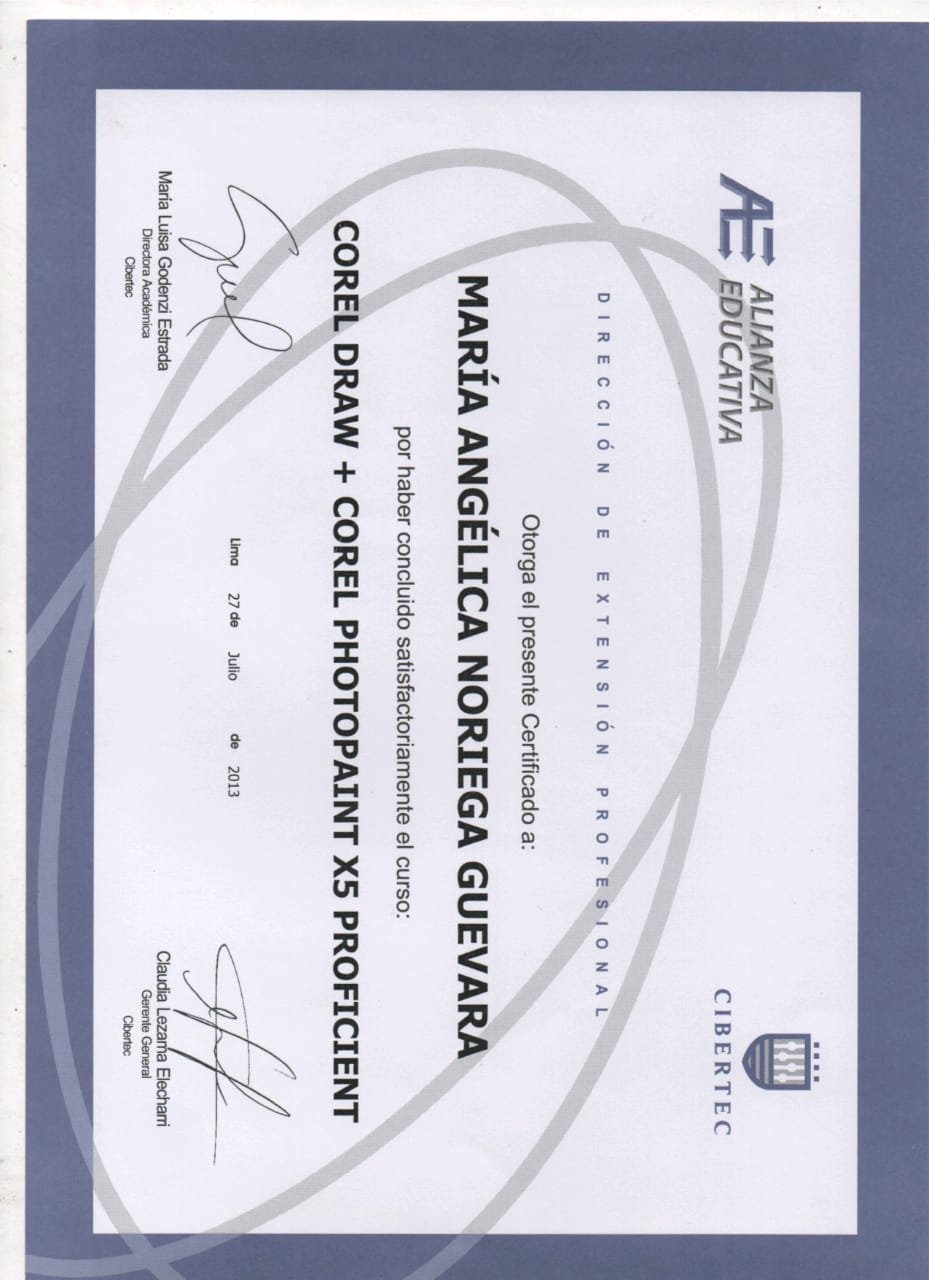 AE ALIANZA
EDUCATIVA
CIBERTEC
DIRECCIÓN DE EXTENSIÓN PROFESIONAL
Otorga el presente Certificado a:
MARÍA ANGÉLICA NORIEGA GUEVARA
por haber concluido satisfactoriamente el curso:
COREL DRAW + COREL PHOTOPAINT X5 PROFICIENT
Lima 27 de Julio de 2013
María Luisa Godenzi Estrada
Directora Académica
Cibertec
Claudia Lezama Elecharri
Gerente General
Cibertec